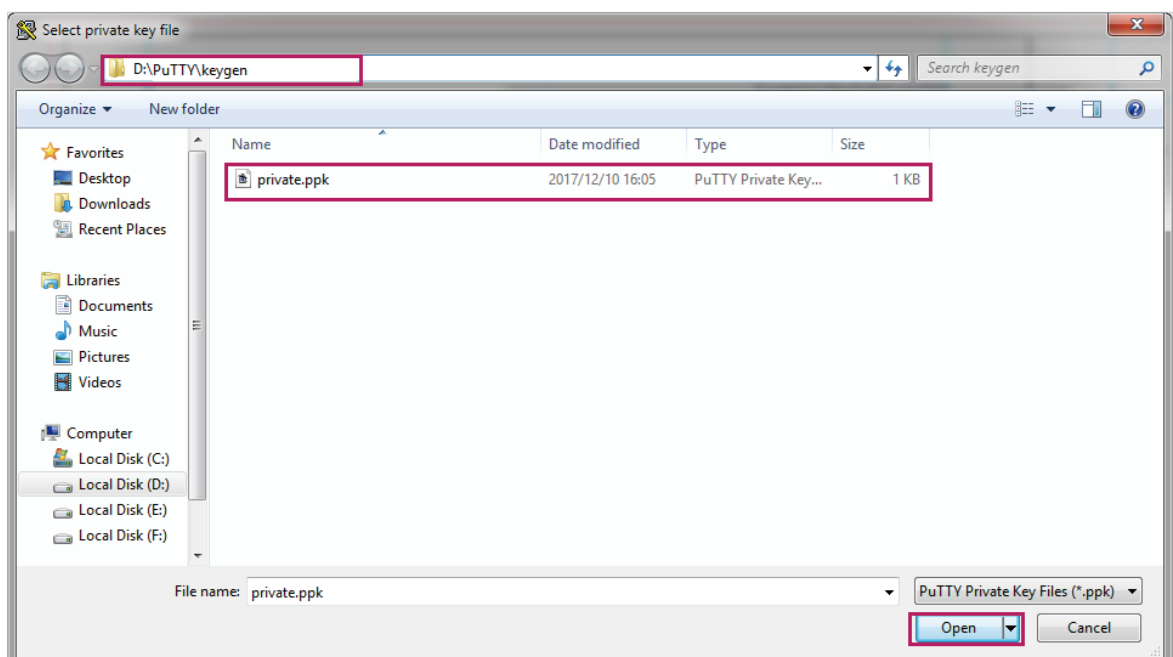 Select private key file
D:\PuTTY\keygen
Search keygen
Organize
New folder
Name
Date modified
Type
Size
private.ppk
2017/12/10 16:05
PuTTY Private Key...
1 KB
Favorites
Desktop
Downloads
Recent Places
Libraries
Documents
Music
Pictures
Videos
Computer
Local Disk (C:)
Local Disk (D:)
Local Disk (E:)
Local Disk (F:)
File name: private.ppk
PuTTY Private Key Files (*.ppk)
Open
Cancel